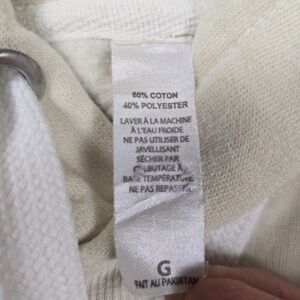 60% COTON
40% POLYESTER
LAVER À LA MACHINE
À L'EAU FROIDE
NE PAS UTILISER DE
JAVELLISANT
SÉCHER PAR
CULBUTAGE À
BASSE TEMPÉRATURE
NE PAS REPASSER
G
FAIT AU PAKISTAN